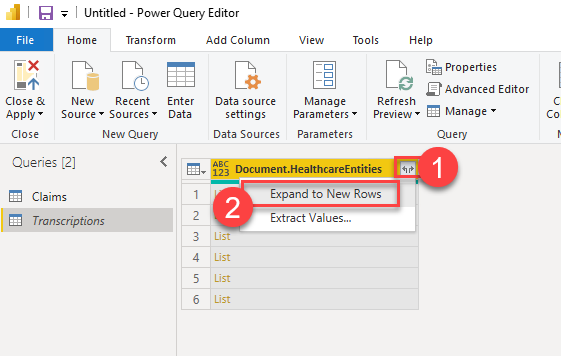 Untitled - Power Query Editor
File Home Transform Add Column View Tools Help
Close & Apply
New Source
Recent Sources
Enter Data
Data source settings
Manage Parameters
Refresh Preview
Properties
Advanced Editor
Manage
Close
New Query
Data Sources
Parameters
Query
Queries [2]
Claims
Transcriptions
ABC
123
Document.HealthcareEntities
1
1
2
Expand to New Rows
2
Extract Values...
3 List
4 List
5 List
6 List